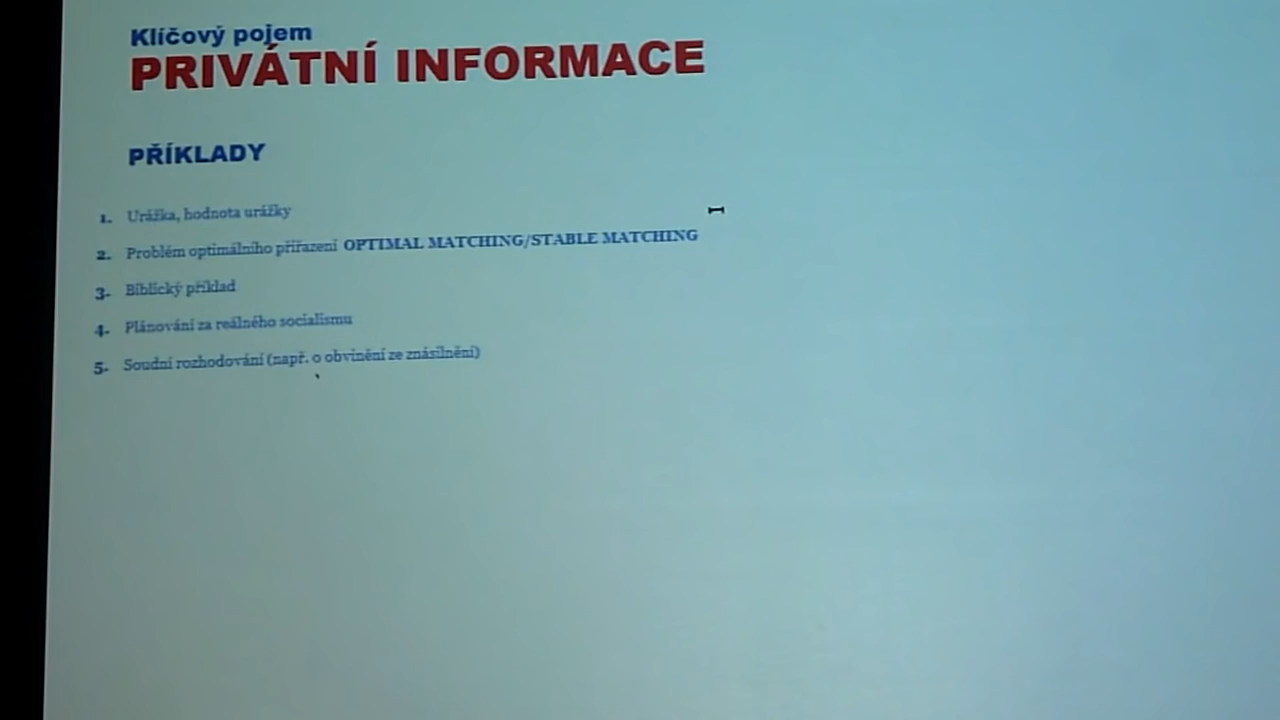 Klíčový pojem
PRIVÁTNÍ INFORMACE
PŘÍKLADY
1. Urážka, hodnota urážky
2. Problém optimálního přiřazení OPTIMAL MATCHING/STABLE MATCHING
3. Biblický příklad
4. Plánování za reálného socialismu
5. Soudní rozhodování (např. o obvinění ze znásilnění)